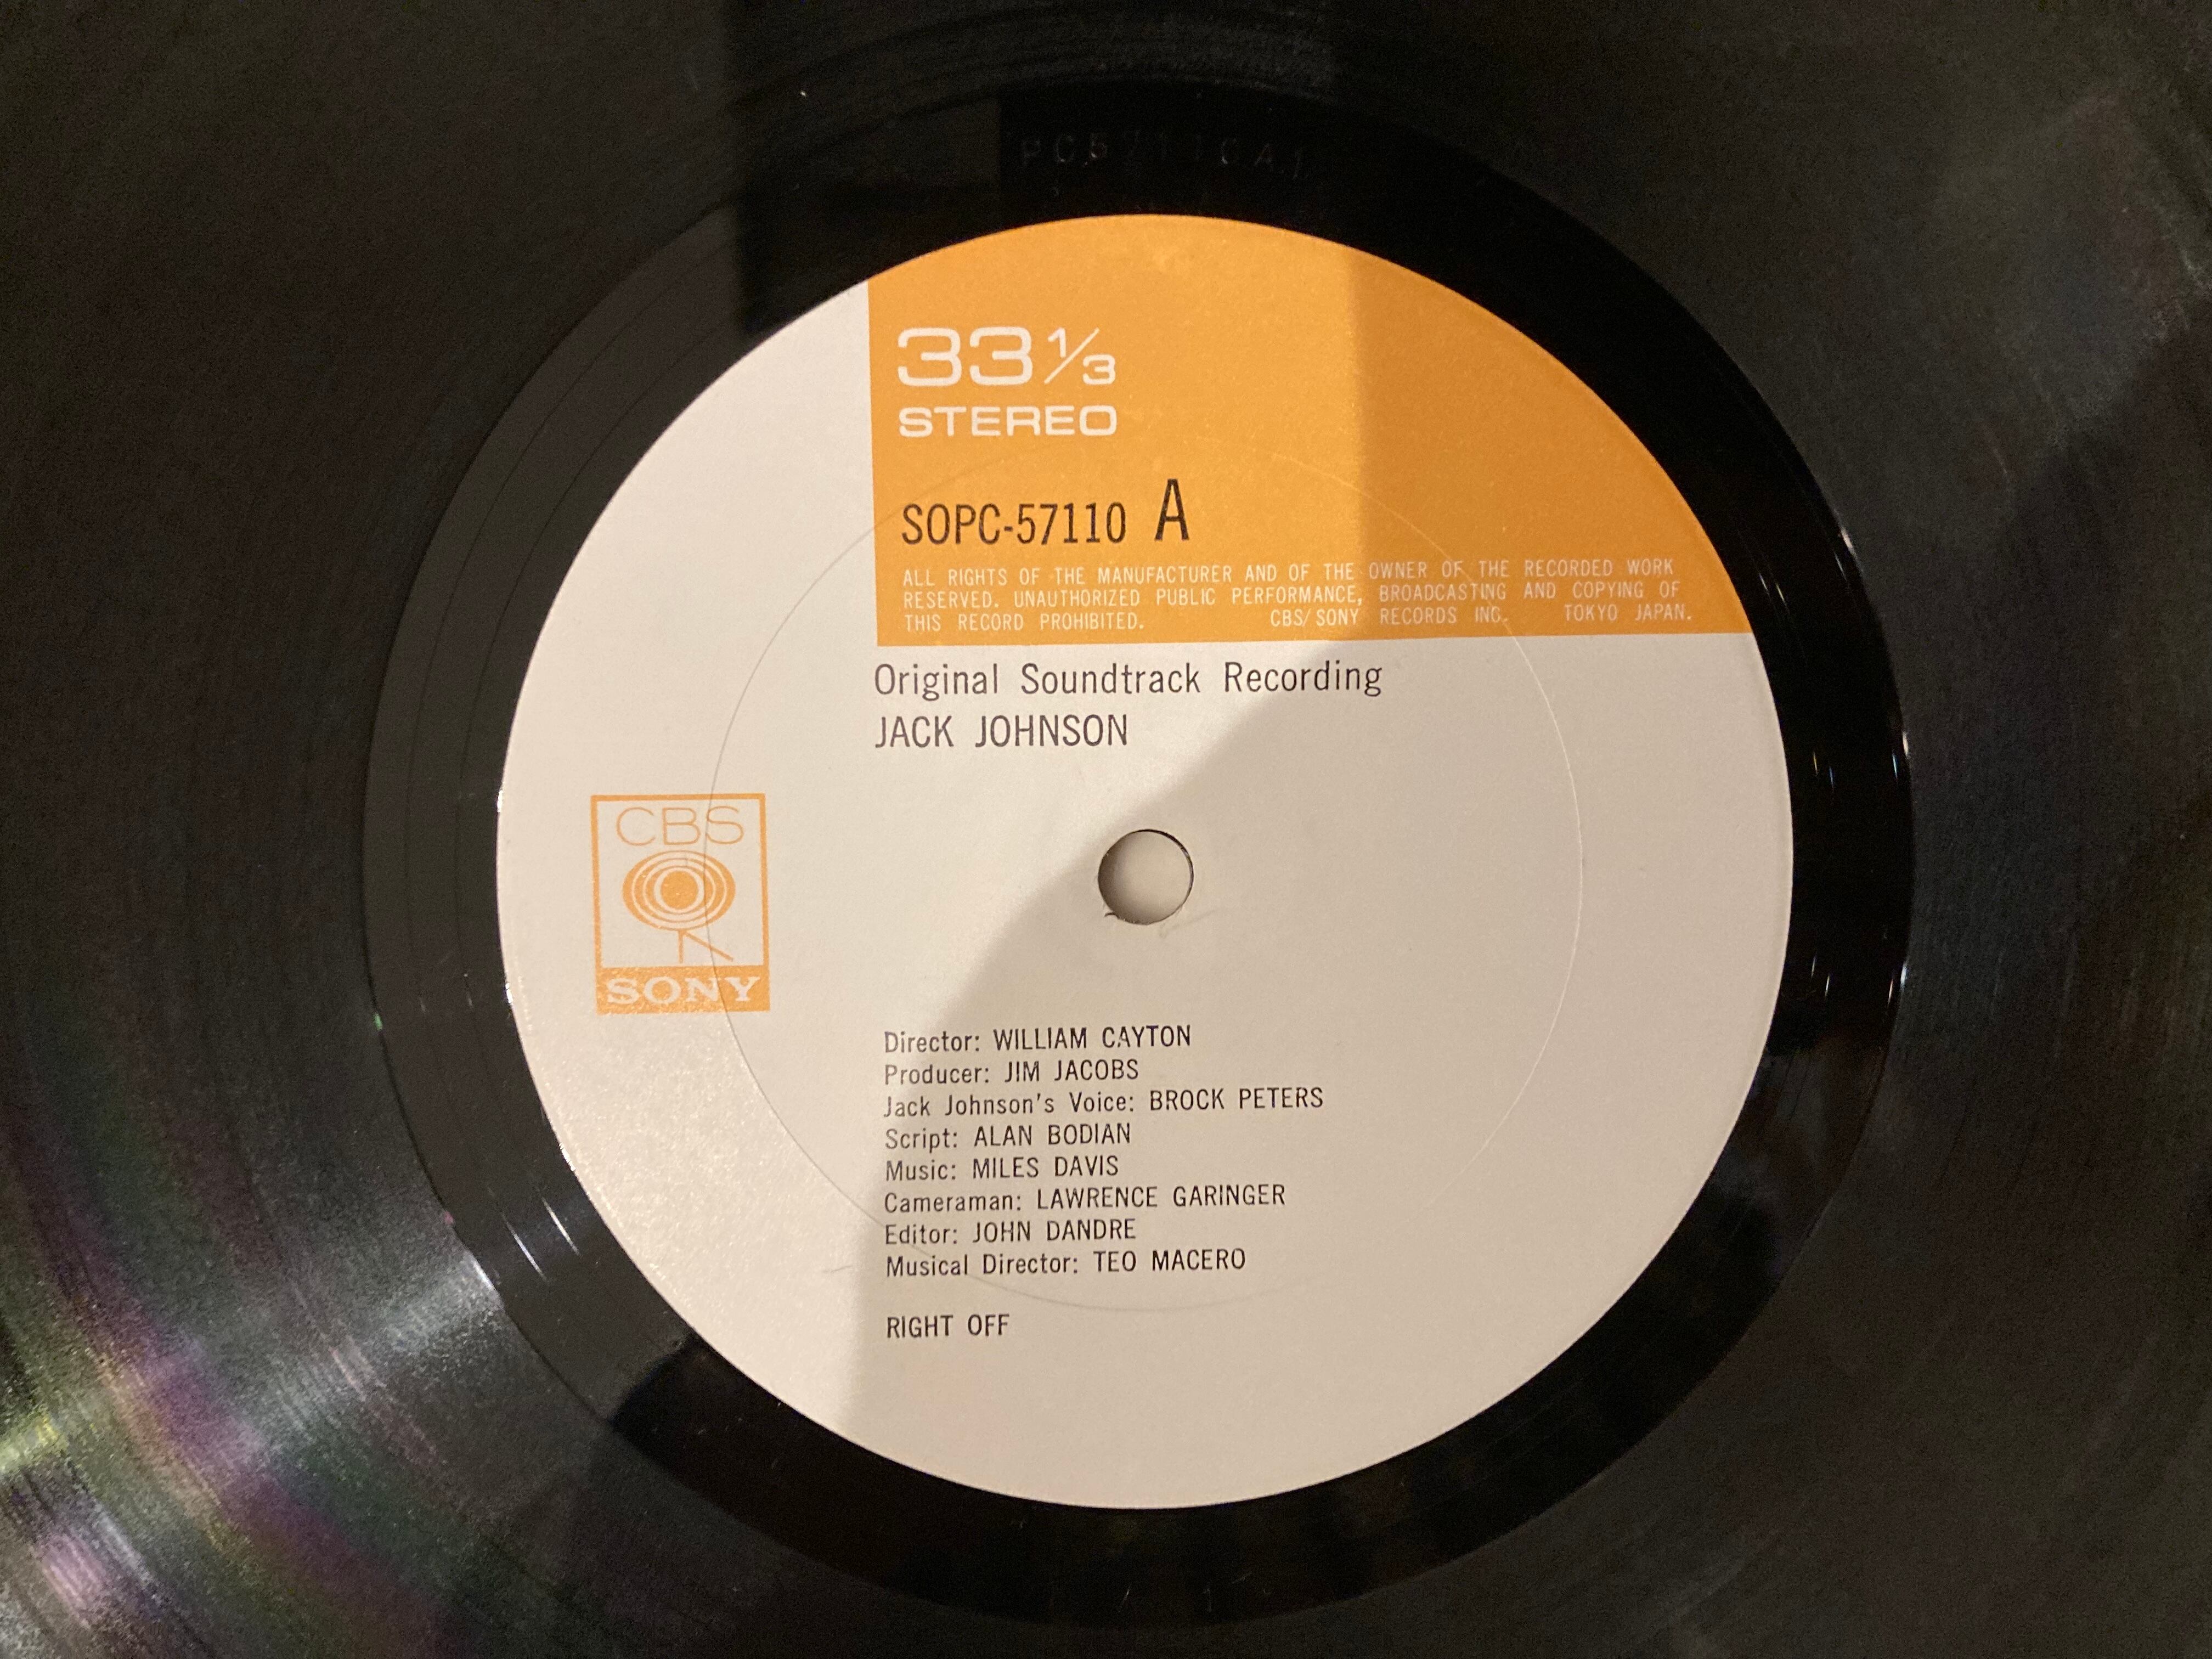 33 1/3
STEREO
SOPC-57110 A
ALL RIGHTS OF THE MANUFACTURER AND OF THE OWNER OF THE RECORDED WORK
RESERVED. UNAUTHORIZED PUBLIC PERFORMANCE, BROADCASTING AND COPYING OF
THIS RECORD PROHIBITED. CBS/SONY RECORDS INC. TOKYO JAPAN.
Original Soundtrack Recording
JACK JOHNSON
CBS
SONY
Director: WILLIAM CAYTON
Producer: JIM JACOBS
Jack Johnson's Voice: BROCK PETERS
Script: ALAN BODIAN
Music: MILES DAVIS
Cameraman: LAWRENCE GARINGER
Editor: JOHN DANDRE
Musical Director: TEO MACERO
RIGHT OFF